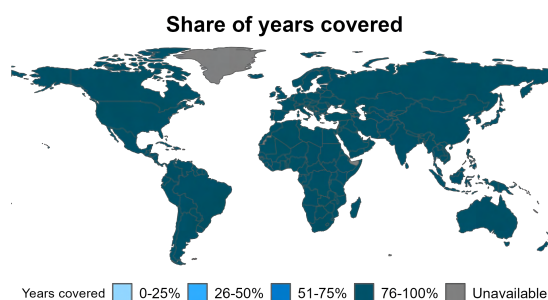 Share of years covered
Years covered 0-25% 26-50% 51-75% 76-100% Unavailable